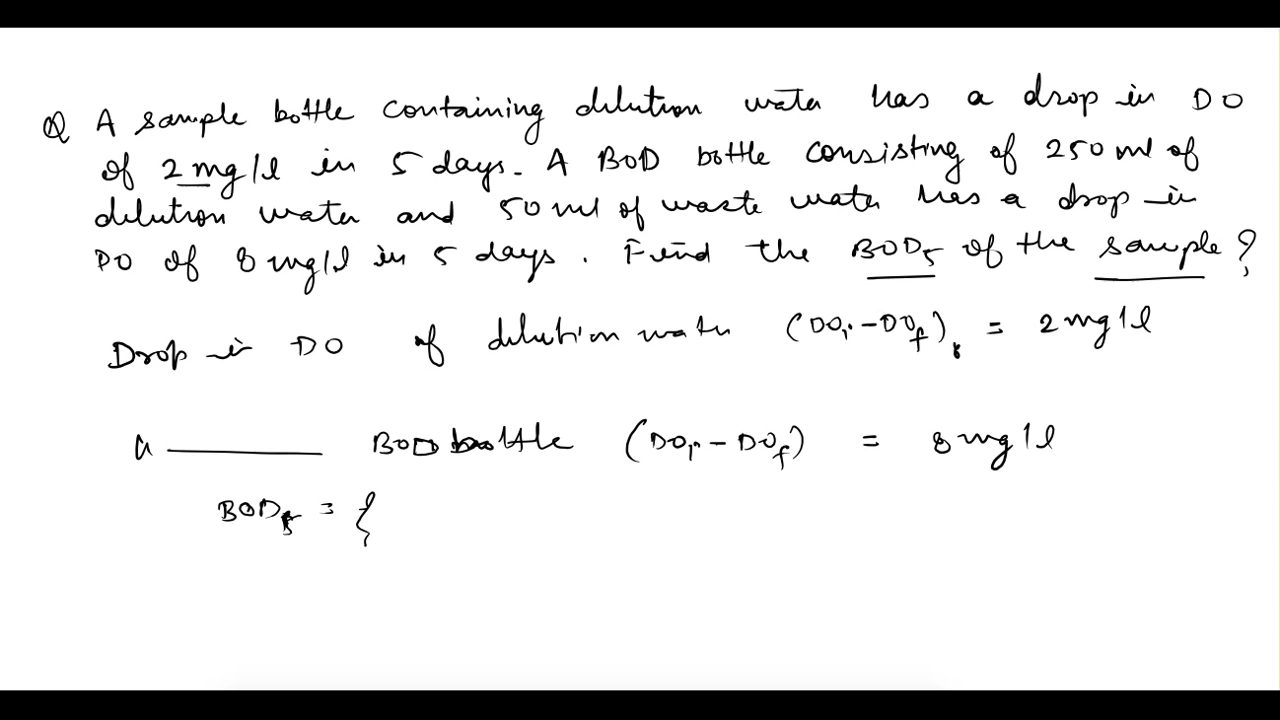 Q A sample bottle containing dilution water has a drop in DO
of 2 mg/l in 5 days. A BOD bottle consisting of 250 ml of
dilution water and 50 ml of waste water has a drop in
DO of 8 mg/l in 5 days. Find the BOD5 of the sample?
Drop in DO of dilution water (DOi - DOf) = 2 mg/l
BOD bottle (DOi - DOf) = 8 mg/l
BOD5 = {